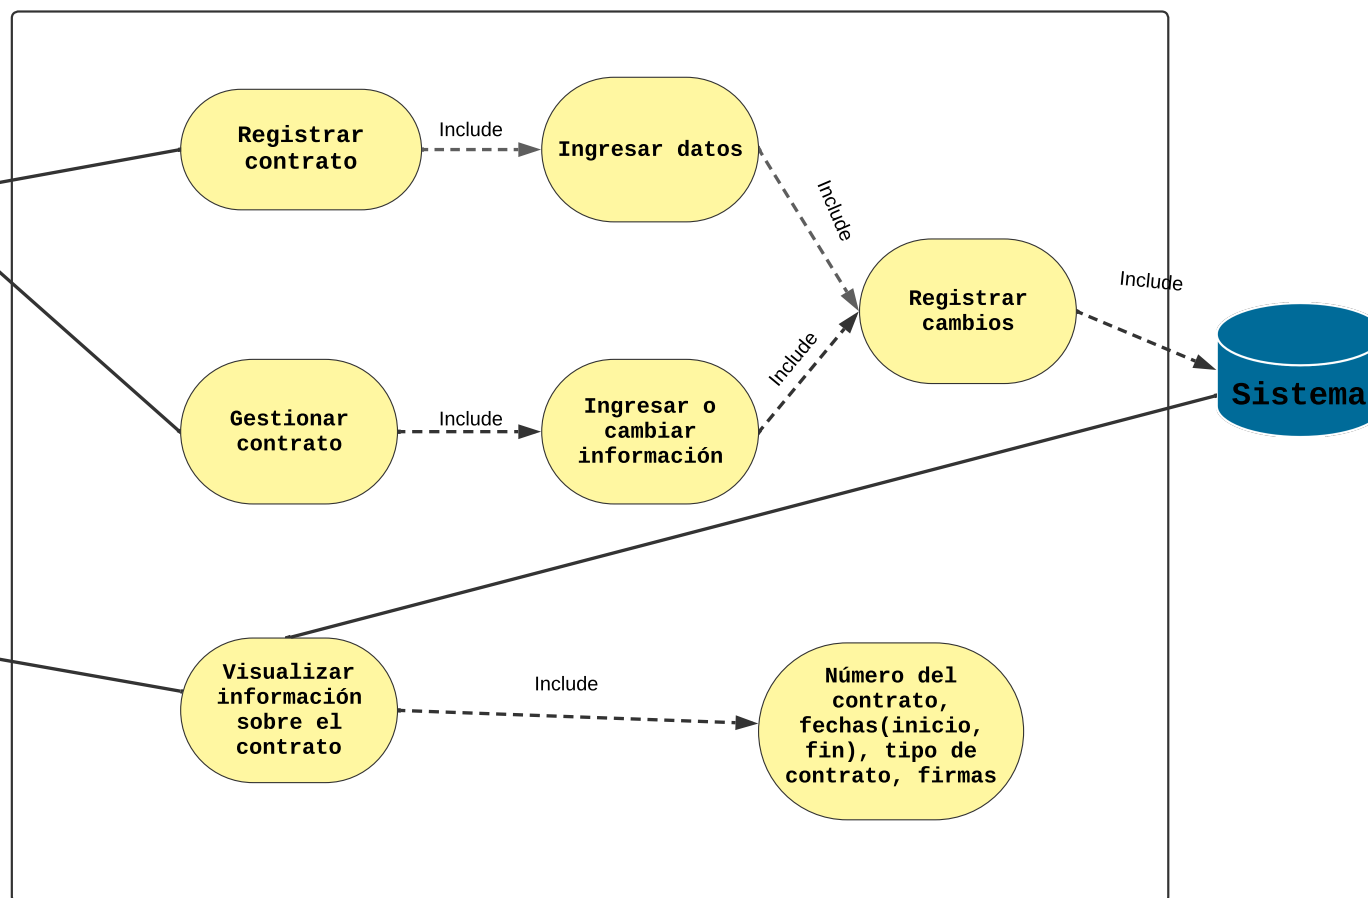 Registrar
contrato
Include
Ingresar datos
Include
Registrar
cambios
Include
Sistema
Gestionar
contrato
Include
Ingresar o
cambiar
información
Include
Visualizar
información
sobre el
contrato
Include
Número del
contrato,
fechas(inicio,
fin), tipo de
contrato, firmas